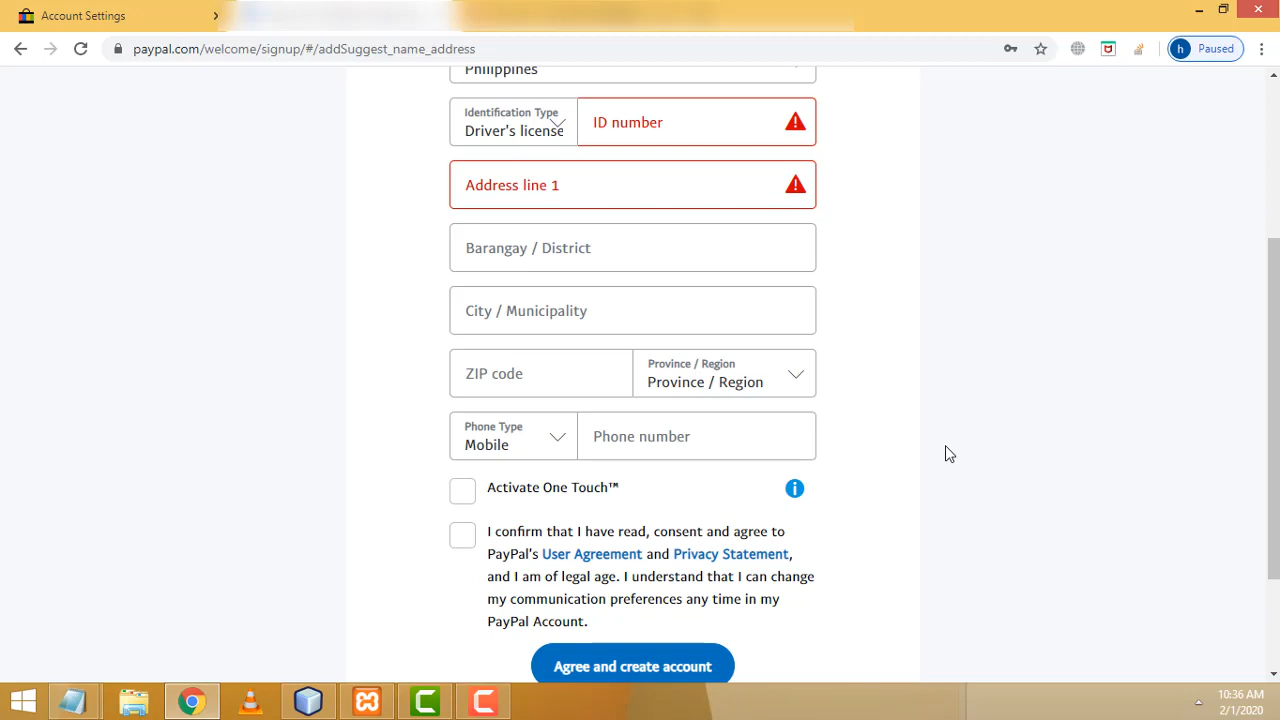 Account Settings
paypal.com/welcome/signup/#/addSuggest_name_address
h Paused
Philippines
Identification Type
Driver's license
ID number
Address line 1
Barangay / District
City / Municipality
ZIP code
Province / Region
Province / Region
Phone Type
Mobile
Phone number
Activate One Touch™
I confirm that I have read, consent and agree to
PayPal's User Agreement and Privacy Statement,
and I am of legal age. I understand that I can change
my communication preferences any time in my
PayPal Account.
Agree and create account
10:36 AM
2/1/2020